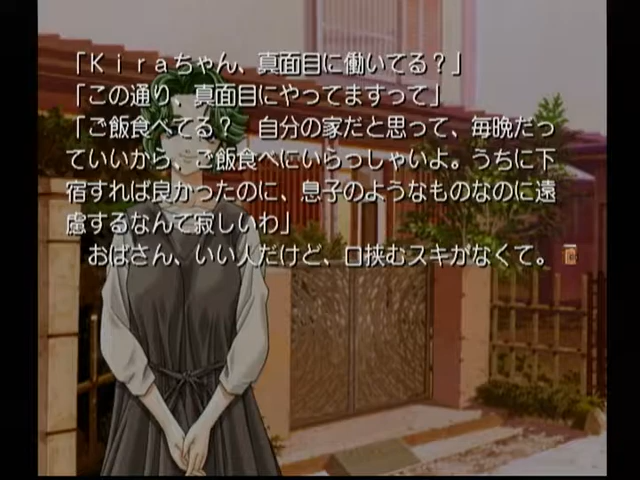 「Ｋｉｒａちゃん、真面目に働いてる？」
「この通り、真面目にやってますって」
「ご飯食べてる？　自分の家だと思って、毎晩だっ
ていいから、ご飯食べにいらっしゃいよ。うちに下
宿すれば良かったのに、息子のようなものなのに遠
慮するなんて寂しいわ」
　おばさん、いい人だけど、口挟むスキがなくて。